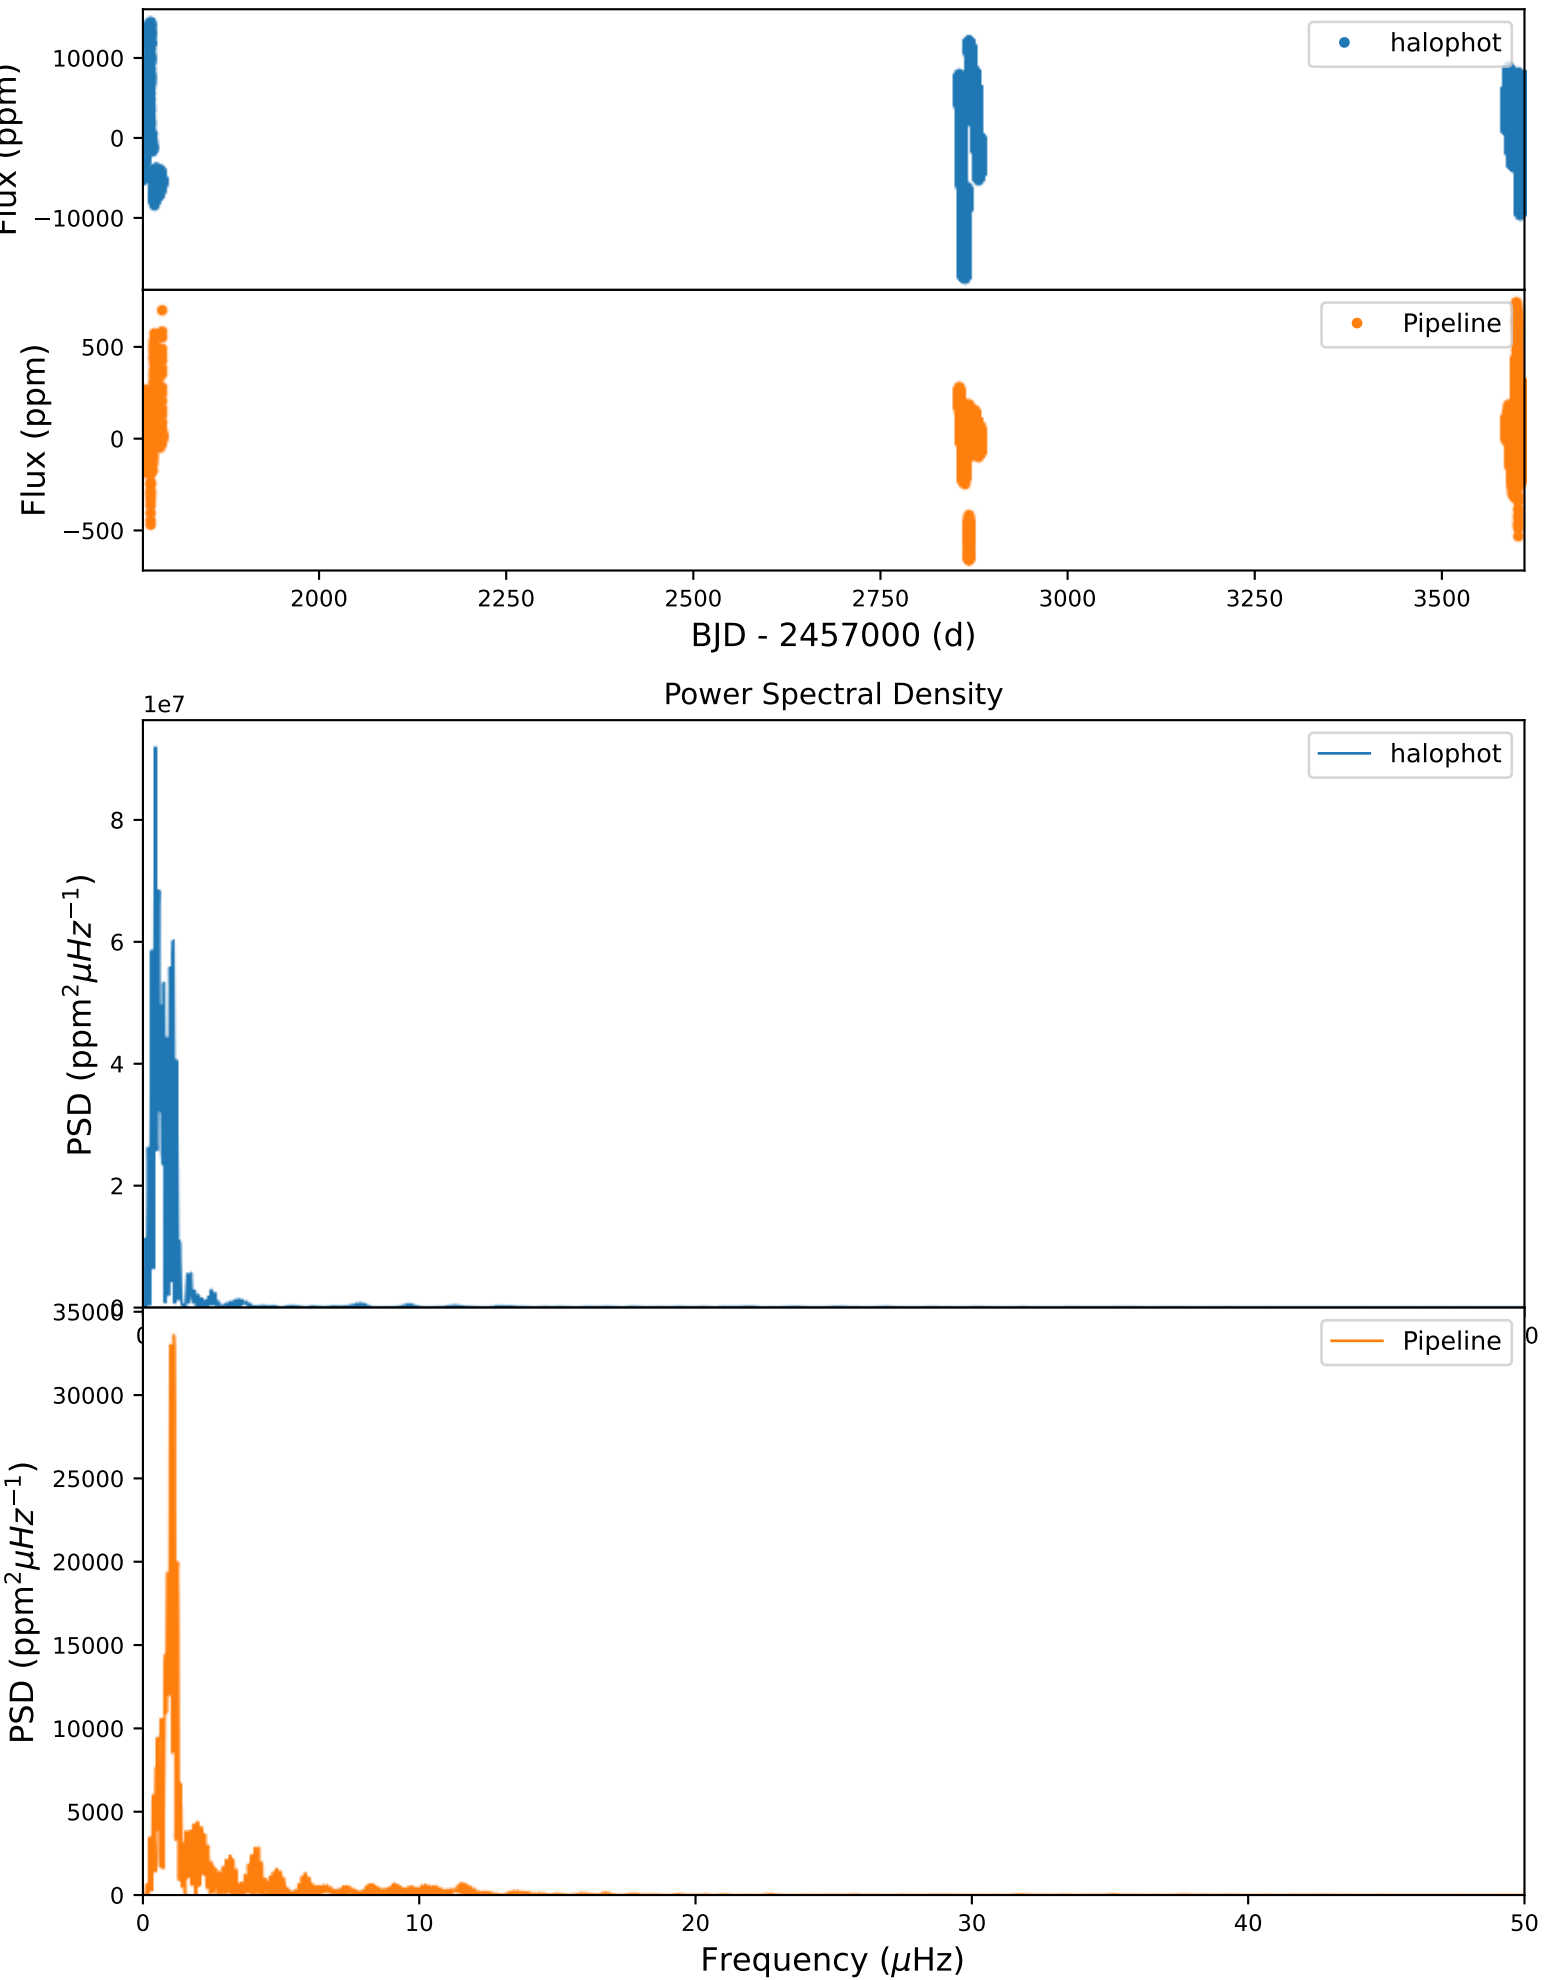 halophot
10000
0
−10000
Flux (ppm)
Pipeline
500
0
−500
Flux (ppm)
2000 2250 2500 2750 3000 3250 3500
BJD - 2457000 (d)
Power Spectral Density
1e7
halophot
8
6
4
2
0
PSD (ppm²μHz⁻¹)
0 0
Pipeline
35000
30000
25000
20000
15000
10000
5000
0
PSD (ppm²μHz⁻¹)
0 10 20 30 40 50
Frequency (μHz)